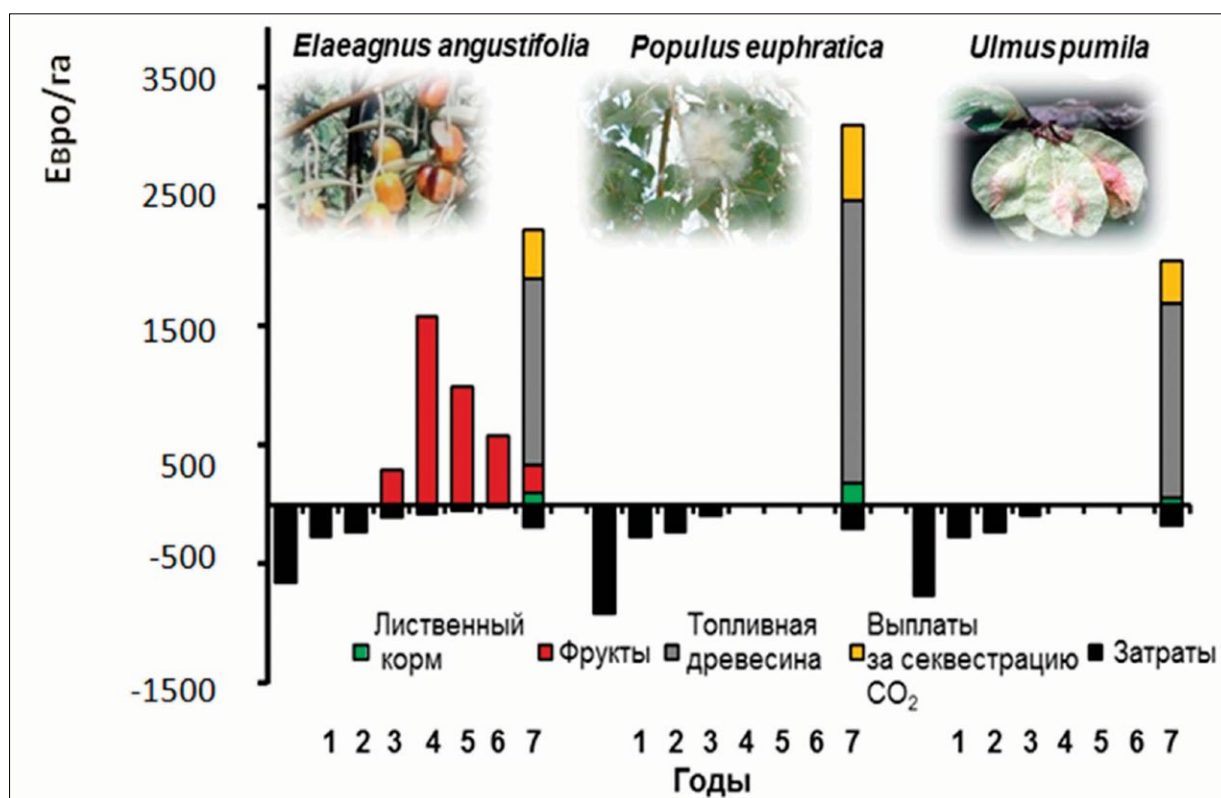 Евро/га
Elaeagnus angustifolia
Populus euphratica
Ulmus pumila
3500
2500
1500
500
-500
-1500
Лиственный
корм
Фрукты
Топливная
древесина
Выплаты
за секвестрацию
CO₂
Затраты
1 2 3 4 5 6 7 1 2 3 4 5 6 7 1 2 3 4 5 6 7
Годы